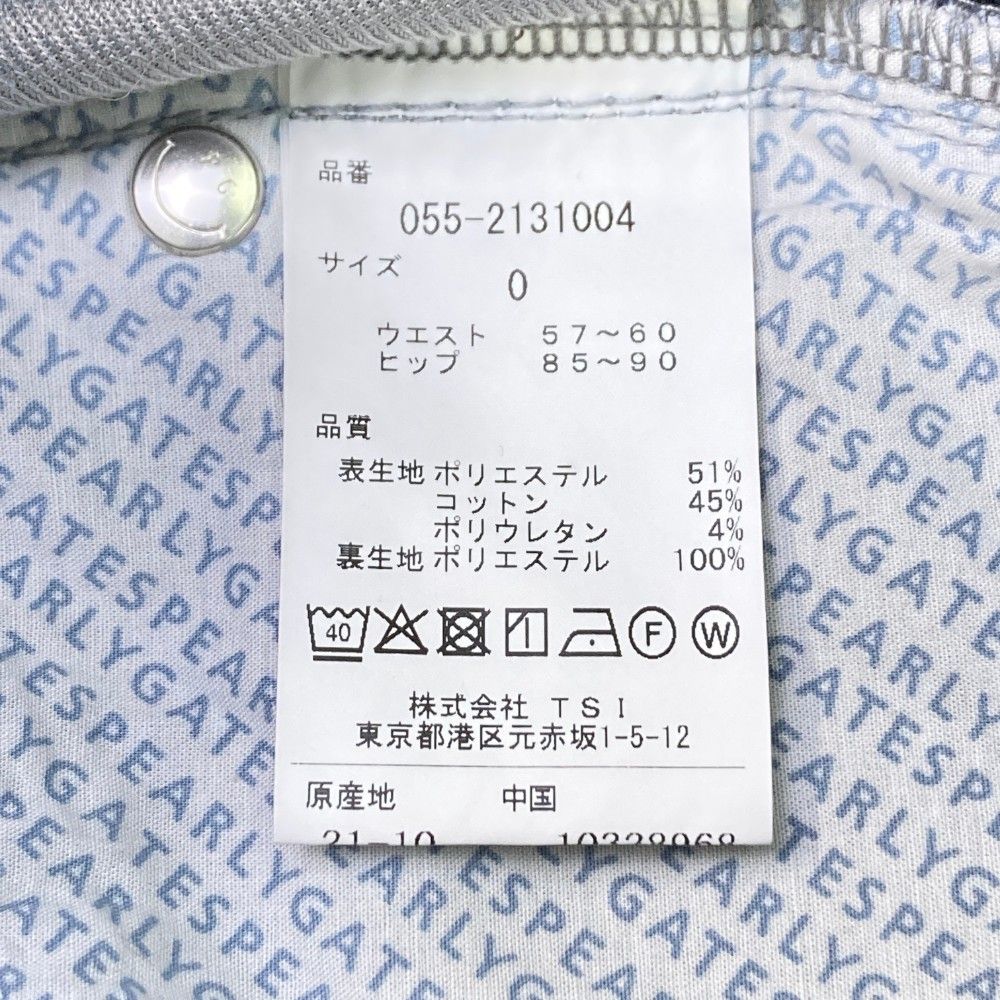 品番
055-2131004
サイズ
0
ウエスト 57～60
ヒップ 85～90
品質
表生地 ポリエステル 51%
コットン 45%
ポリウレタン 4%
裏生地 ポリエステル 100%
40 F W
株式会社 TSI
東京都港区元赤坂1-5-12
原産地 中国
21-10 10328968
PEARLYGATES